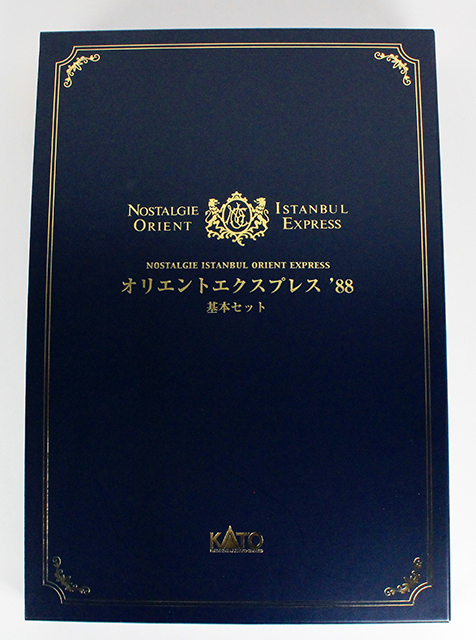 NOSTALGIE ISTANBUL
ORIENT EXPRESS
NOSTALGIE ISTANBUL ORIENT EXPRESS
オリエントエクスプレス ’88
基本セット
KATO